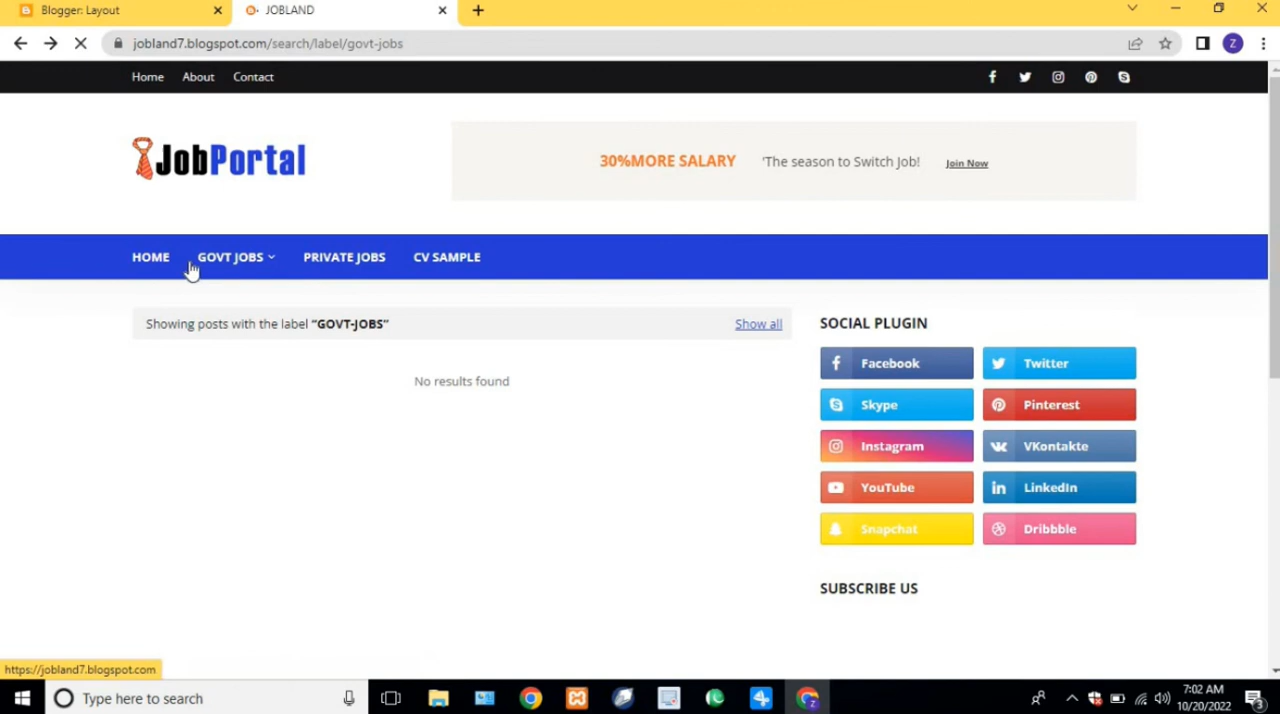 Blogger: Layout
JOBLAND
jobland7.blogspot.com/search/label/govt-jobs
Z
Home About Contact
JobPortal
30%MORE SALARY 'The season to Switch Job! Join Now
HOME GOVT JOBS PRIVATE JOBS CV SAMPLE
Showing posts with the label “GOVT-JOBS” Show all
No results found
SOCIAL PLUGIN
Facebook Twitter
Skype Pinterest
Instagram VKontakte
YouTube LinkedIn
Snapchat Dribbble
SUBSCRIBE US
https://jobland7.blogspot.com
Type here to search
7:02 AM
10/20/2022
3